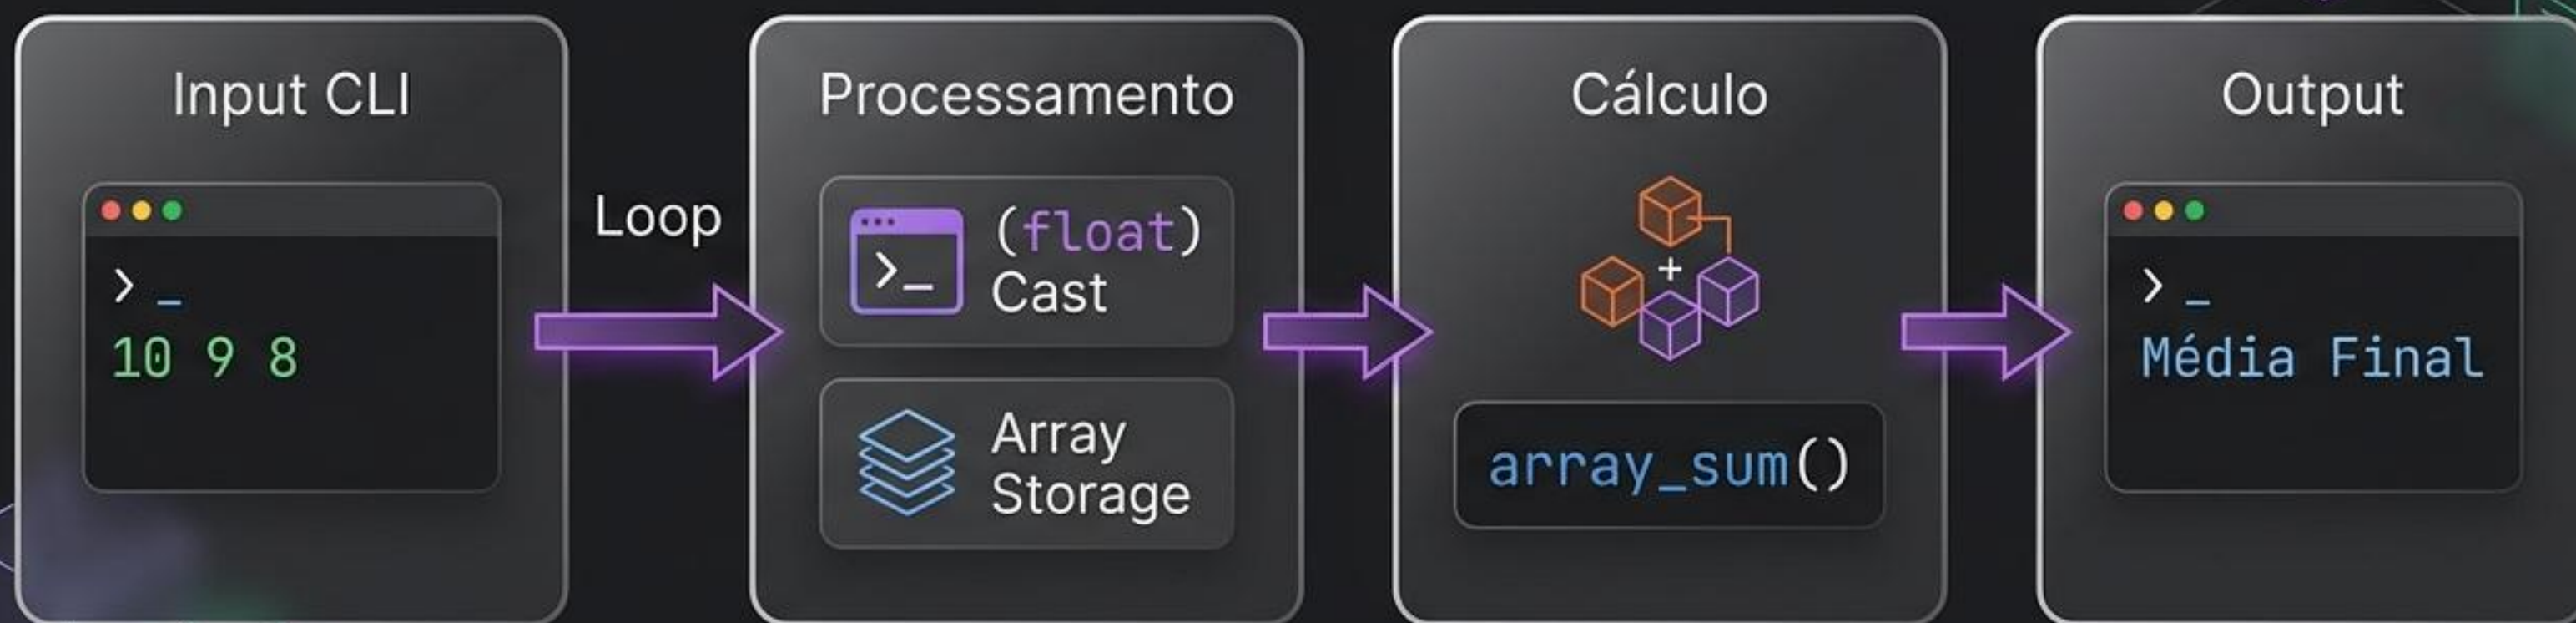 Input CLI
> _
10 9 8
Loop
Processamento
>_
(float)
Cast
Array
Storage
Cálculo
+
array_sum()
Output
> _
Média Final